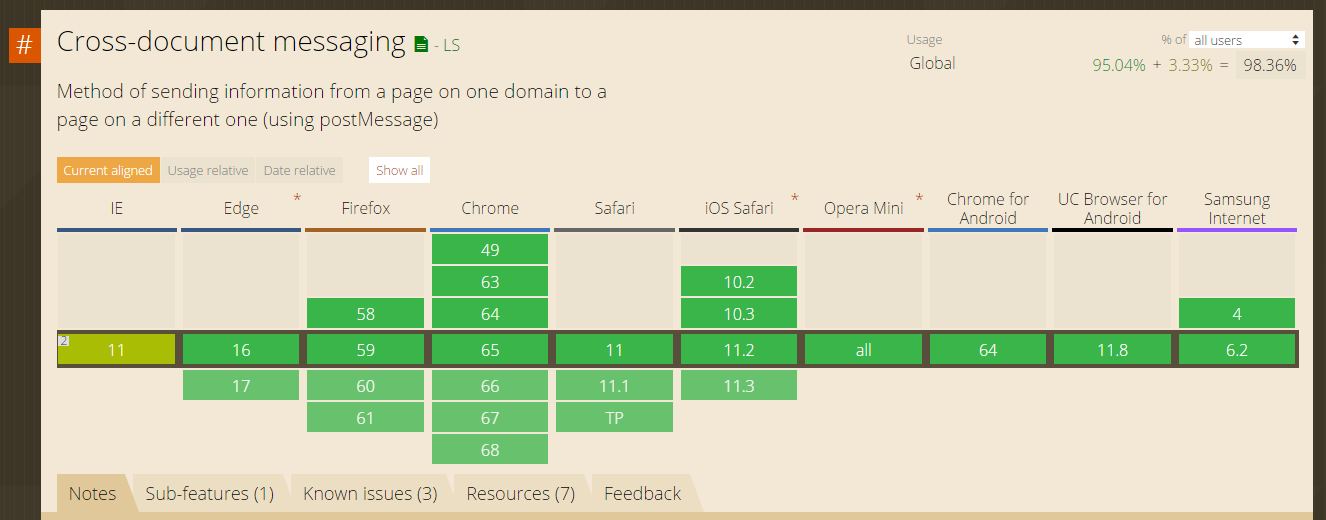 #
Cross-document messaging - LS
Usage % of all users
Global 95.04% + 3.33% = 98.36%
Method of sending information from a page on one domain to a
page on a different one (using postMessage)
Current aligned Usage relative Date relative Show all
IE Edge * Firefox Chrome Safari iOS Safari * Opera Mini * Chrome for Android UC Browser for Android Samsung Internet
49
63 10.2
58 64 10.3 4
2 11 16 59 65 11 11.2 all 64 11.8 6.2
17 60 66 11.1 11.3
61 67 TP
68
Notes Sub-features (1) Known issues (3) Resources (7) Feedback